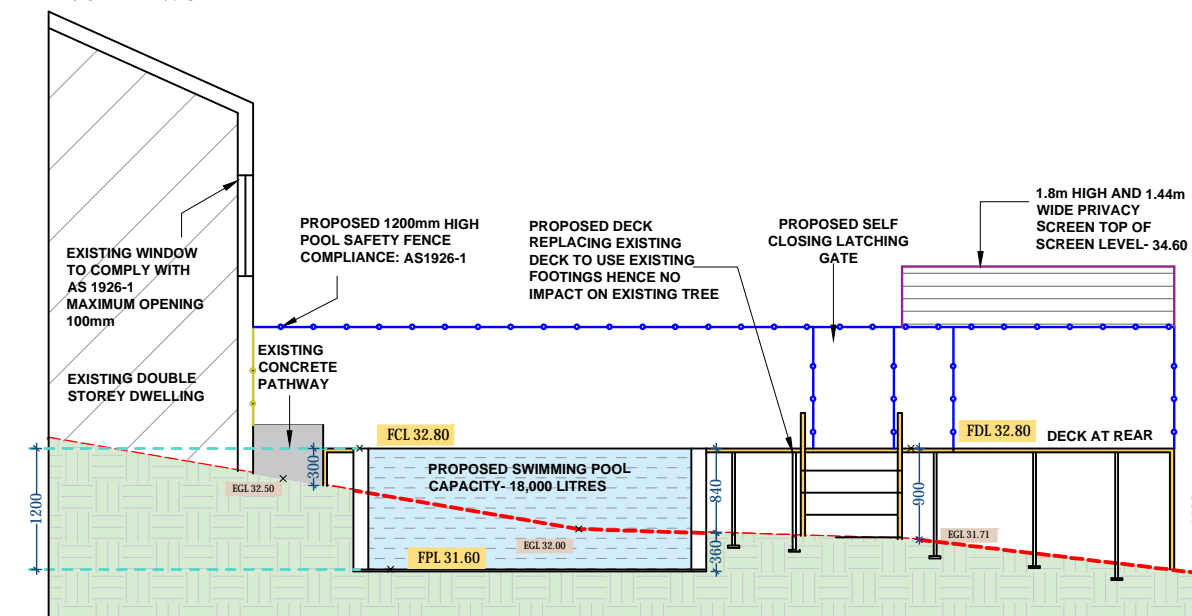 1.8m HIGH AND 1.44m
WIDE PRIVACY
SCREEN TOP OF
SCREEN LEVEL- 34.60
PROPOSED 1200mm HIGH
POOL SAFETY FENCE
COMPLIANCE: AS1926-1
PROPOSED DECK
REPLACING EXISTING
DECK TO USE EXISTING
FOOTINGS HENCE NO
IMPACT ON EXISTING TREE
PROPOSED SELF
CLOSING LATCHING
GATE
EXISTING WINDOW
TO COMPLY WITH
AS 1926-1
MAXIMUM OPENING
100mm
EXISTING
CONCRETE
PATHWAY
EXISTING DOUBLE
STOREY DWELLING
FCL 32.80
FDL 32.80
DECK AT REAR
PROPOSED SWIMMING POOL
CAPACITY- 18,000 LITRES
300
EGL 32.50
840
900
1200
EGL 32.00
EGL 31.71
360
FPL 31.60